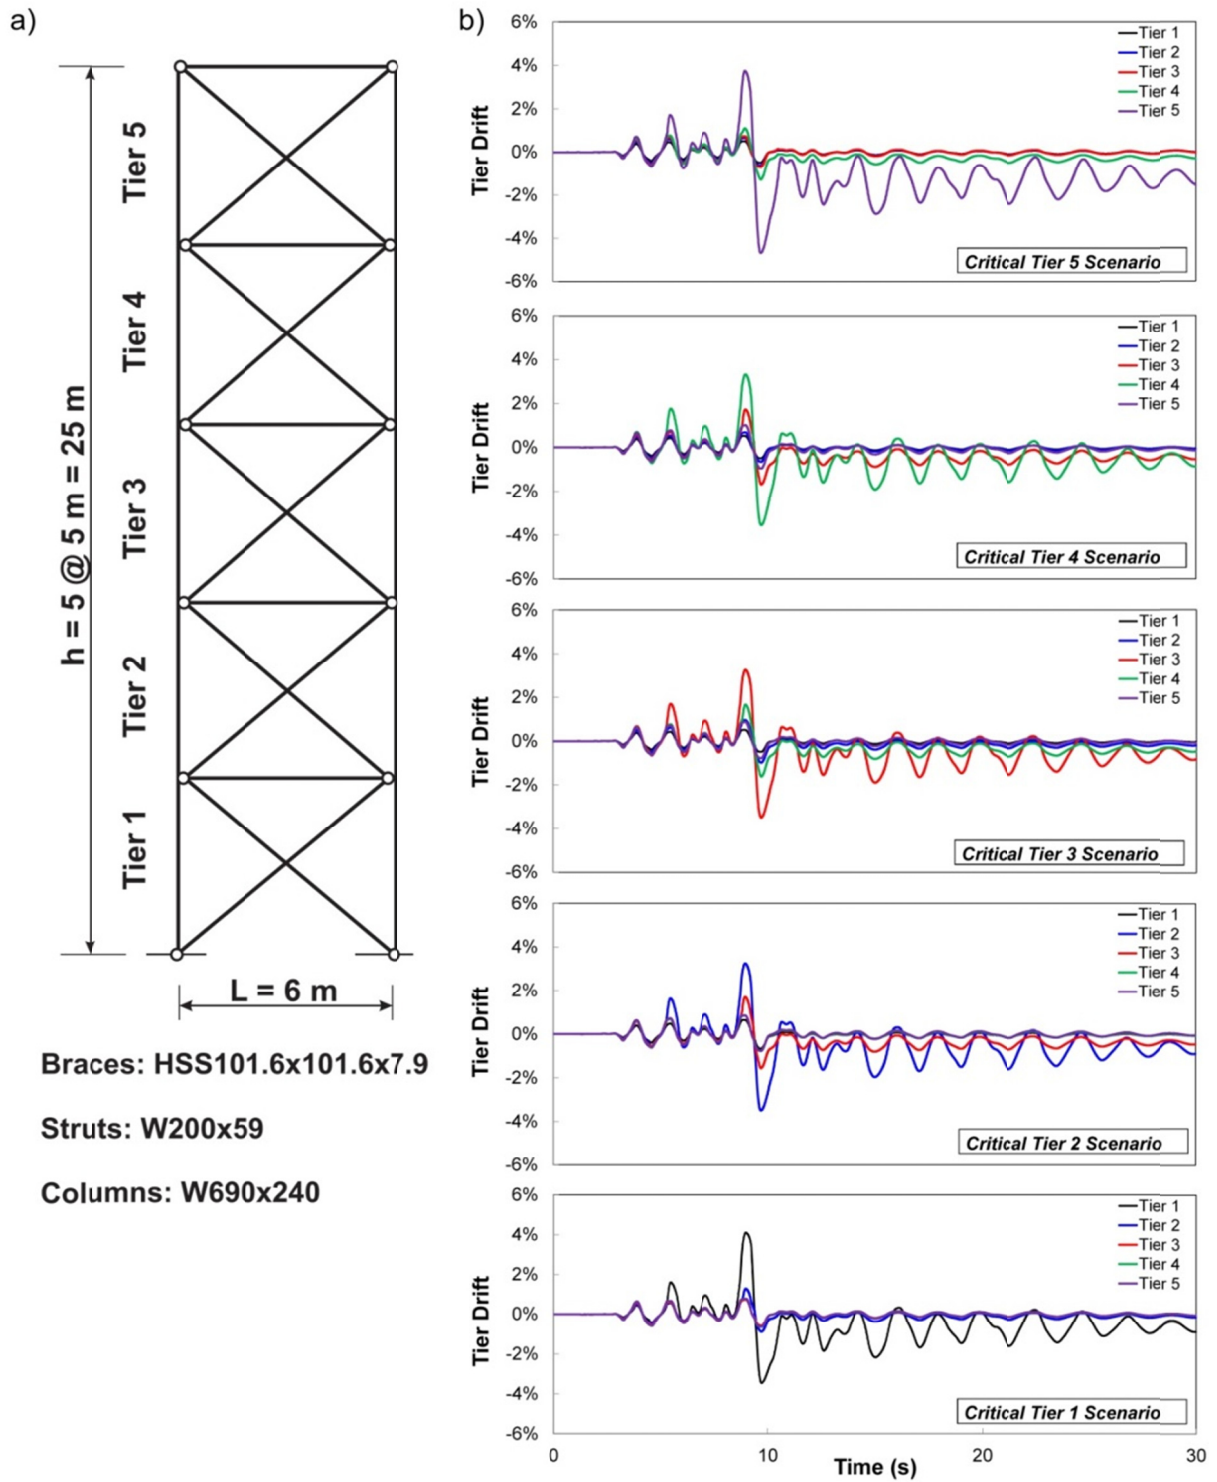 a)
h = 5 @ 5 m = 25 m
Tier 5
Tier 4
Tier 3
Tier 2
Tier 1
L = 6 m
Braces: HSS101.6x101.6x7.9
Struts: W200x59
Columns: W690x240
b)
Tier Drift
6%
4%
2%
0%
-2%
-4%
-6%
Tier 1
Tier 2
Tier 3
Tier 4
Tier 5
Critical Tier 5 Scenario
Tier Drift
6%
4%
2%
0%
-2%
-4%
-6%
Tier 1
Tier 2
Tier 3
Tier 4
Tier 5
Critical Tier 4 Scenario
Tier Drift
6%
4%
2%
0%
-2%
-4%
-6%
Tier 1
Tier 2
Tier 3
Tier 4
Tier 5
Critical Tier 3 Scenario
Tier Drift
6%
4%
2%
0%
-2%
-4%
-6%
Tier 1
Tier 2
Tier 3
Tier 4
Tier 5
Critical Tier 2 Scenario
Tier Drift
6%
4%
2%
0%
-2%
-4%
-6%
Tier 1
Tier 2
Tier 3
Tier 4
Tier 5
Critical Tier 1 Scenario
0 10 20 30
Time (s)